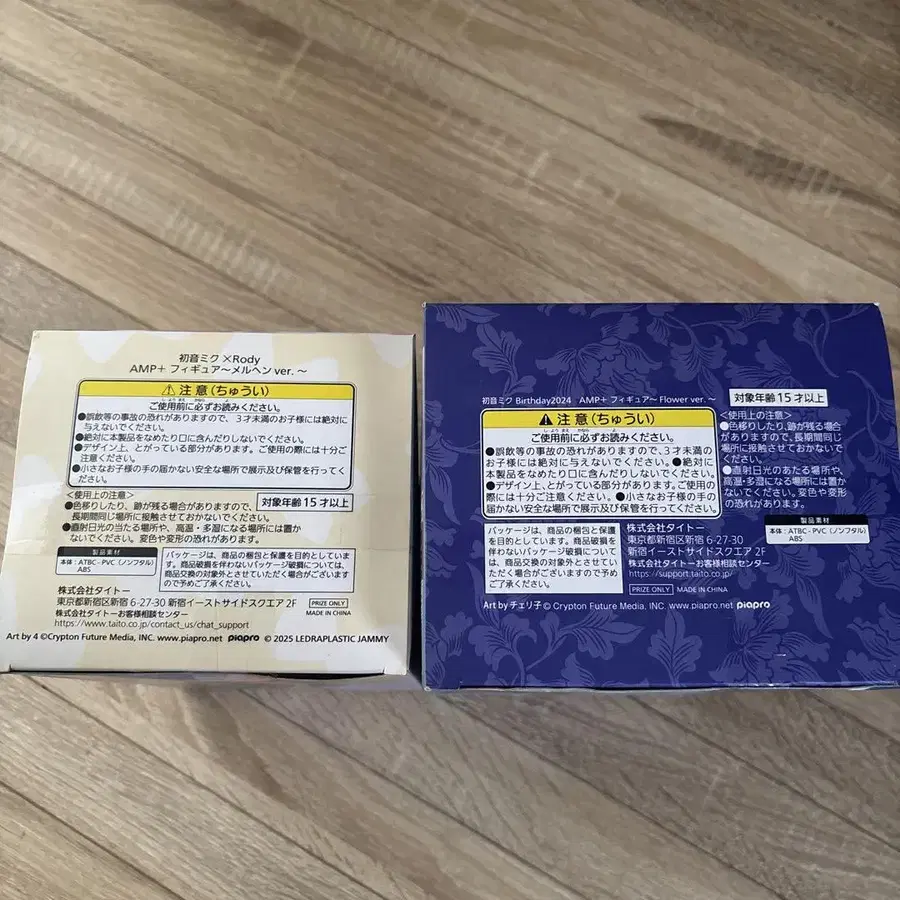 初音ミク ×Rody
AMP+ フィギュア～メルヘン ver. ～
注意(ちゅうい)
しようまえ かなら
ご使用前に必ずお読みください。
●誤飲等の事故の恐れがありますので、3才未満のお子様には絶対に
与えないでください。
●絶対に本製品をなめたり口に含んだりしないでください。
●デザイン上、とがっている部分があります。ご使用の際には十分ご
注意ください。
●小さなお子様の手の届かない安全な場所で展示及び保管を行ってく
ださい。
<使用上の注意>
対象年齢 15 才以上
●色移りしたり、跡が残る場合がありますので、
長期間同じ場所に接触させておかないでください。
●直射日光の当たる場所や、高温・多湿になる場所には置か
ないでください。変色や変形の恐れがあります。
製品素材
本体：ATBC・PVC (ノンフタル)
ABS
パッケージは、商品の梱包と保護を目的としていま
す。商品破損を伴わないパッケージ破損については、
商品交換の対象外とさせていただく場合がございます
ので予めご了承ください。
株式会社タイトー
東京都新宿区新宿 6-27-30 新宿イーストサイドスクエア 2F
株式会社タイトーお客様相談センター
https://www.taito.co.jp/contact_us/chat_support
PRIZE ONLY
MADE IN CHINA
Art by 4 ©Crypton Future Media, INC. www.piapro.net piapro © 2025 LEDRAPLASTIC JAMMY
初音ミク Birthday2024 AMP+ フィギュア～ Flower ver. ～
注意(ちゅうい)
しようまえ かなら
ご使用前に必ずお読みください。
●誤飲等の事故の恐れがありますので、3才未満の
お子様には絶対に与えないでください。●絶対に
本製品をなめたり口に含んだりしないでください。
●デザイン上、とがっている部分があります。ご使用
の際には十分ご注意ください。●小さなお子様の手の
届かない安全な場所で展示及び保管を行ってください。
対象年齢 15 才以上
<使用上の注意>
●色移りしたり、跡が残る場合
がありますので、長期間同じ
場所に接触させておかないで
ください。
●直射日光のあたる場所や、
高温・多湿になる場所には置
かないでください。変色や変形
の恐れがあります。
製品素材
本体：ATBC・PVC (ノンフタル)
ABS
パッケージは、商品の梱包と保護
を目的としています。商品破損を
伴わないパッケージ破損については、
商品交換の対象外とさせていた
だく場合がございますので予めご
了承ください。
株式会社タイトー
東京都新宿区新宿 6-27-30
新宿イーストサイドスクエア 2F
株式会社タイトーお客様相談センター
https://support.taito.co.jp
PRIZE ONLY
MADE IN CHINA
Art by チェリ子 © Crypton Future Media, INC. www.piapro.net piapro